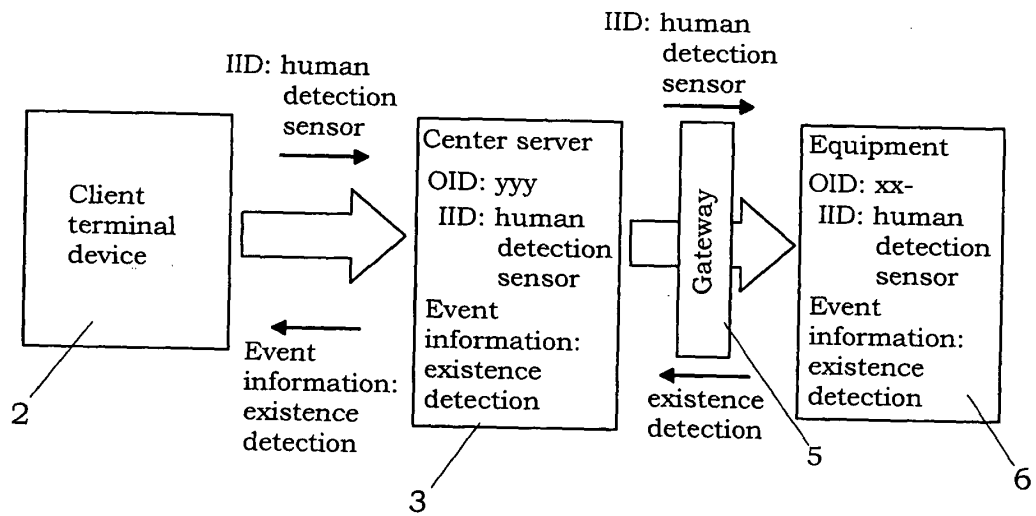 IID: human
detection
sensor
IID: human
detection
sensor
Client
terminal
device
Center server
OID: yyy
IID: human
detection
sensor
Event
information:
existence
detection
Gateway
Equipment
OID: xx-
IID: human
detection
sensor
Event
information:
existence
detection
Event
information:
existence
detection
existence
detection
2
3
5
6